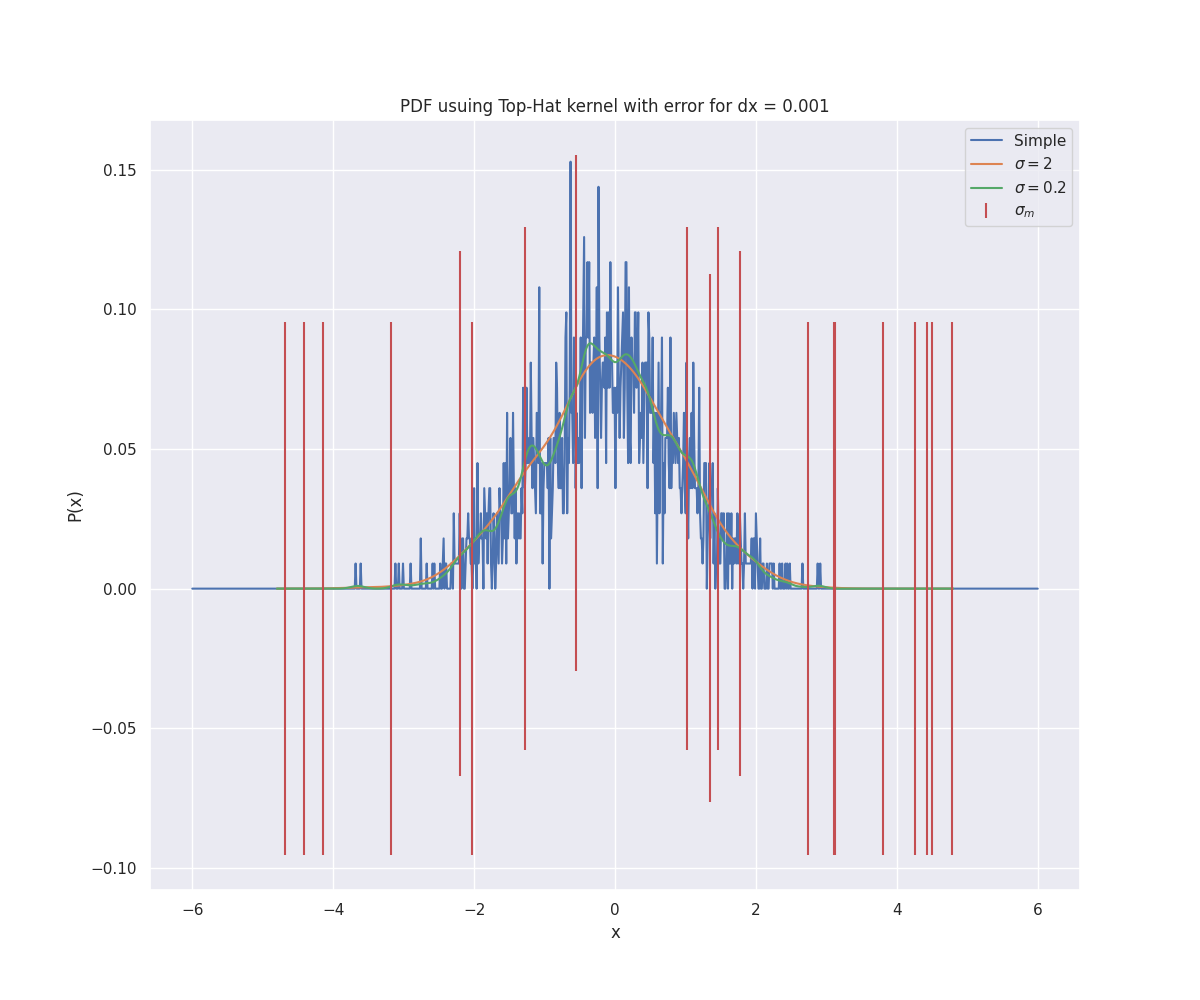 PDF usuing Top-Hat kernel with error for dx = 0.001
Simple
σ = 2
σ = 0.2
σₘ
0.15
0.10
0.05
0.00
−0.05
−0.10
P(x)
−6 −4 −2 0 2 4 6
x